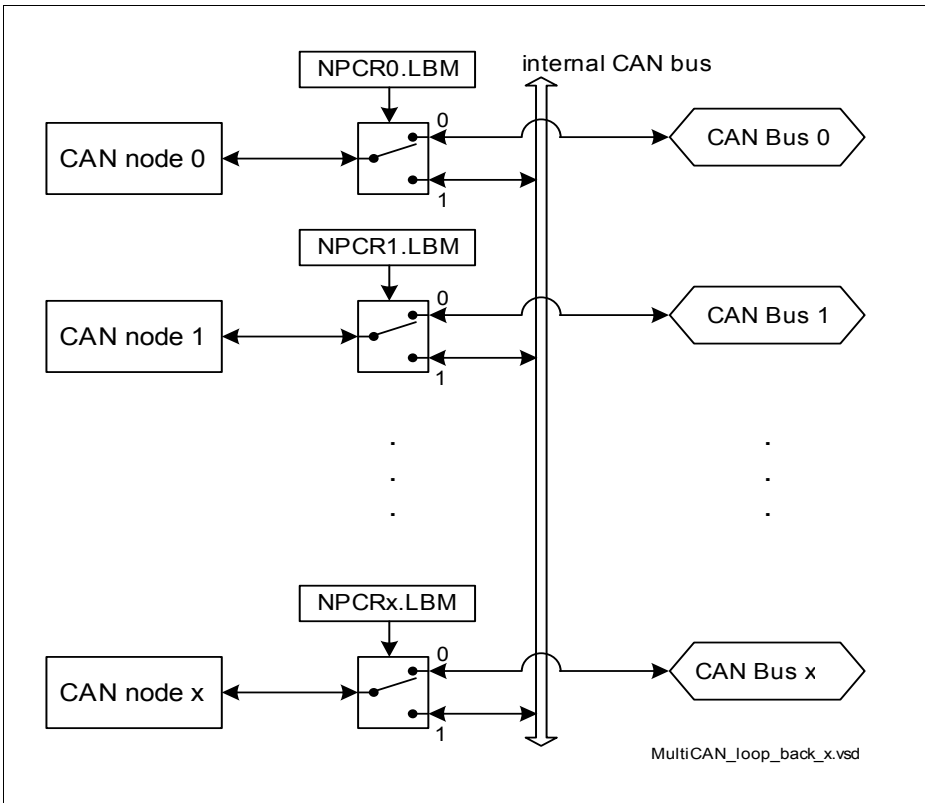 NPCR0.LBM
internal CAN bus
CAN node 0
0
1
CAN Bus 0
NPCR1.LBM
CAN node 1
0
1
CAN Bus 1
.
.
.
.
.
.
NPCRx.LBM
CAN node x
0
1
CAN Bus x
MultiCAN_loop_back_x.vsd